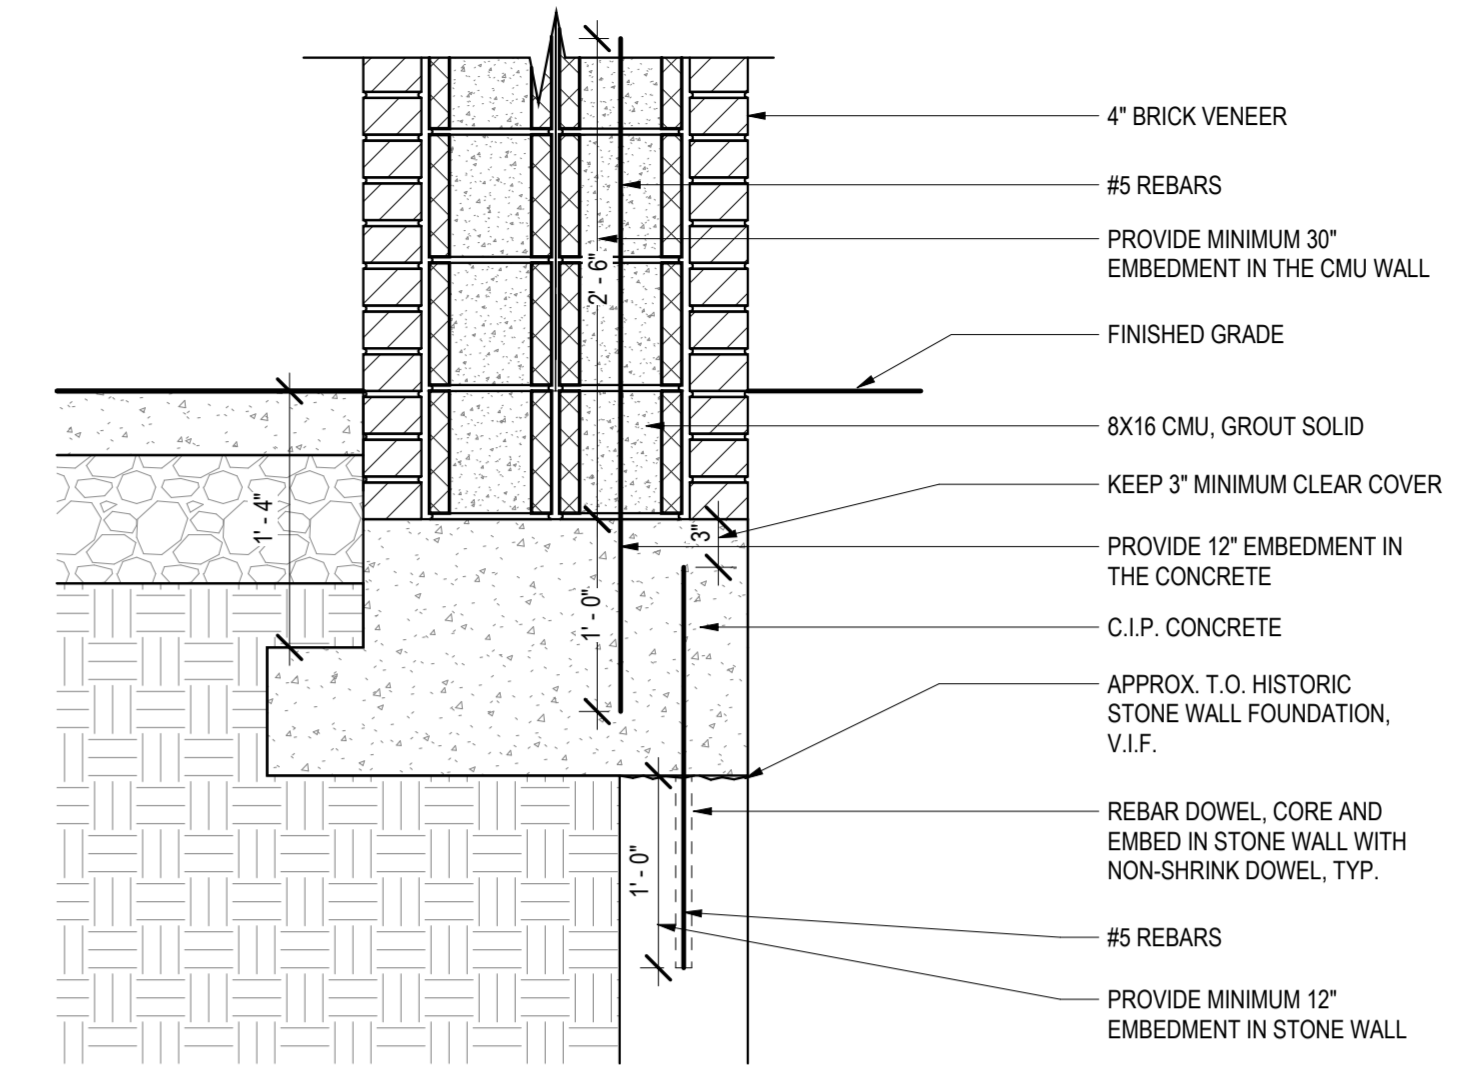 4" BRICK VENEER
#5 REBARS
PROVIDE MINIMUM 30"
EMBEDMENT IN THE CMU WALL
2' - 6"
FINISHED GRADE
8X16 CMU, GROUT SOLID
KEEP 3" MINIMUM CLEAR COVER
1' - 4"
3"
PROVIDE 12" EMBEDMENT IN
THE CONCRETE
1' - 0"
C.I.P. CONCRETE
APPROX. T.O. HISTORIC
STONE WALL FOUNDATION,
V.I.F.
REBAR DOWEL, CORE AND
EMBED IN STONE WALL WITH
NON-SHRINK DOWEL, TYP.
1' - 0"
#5 REBARS
PROVIDE MINIMUM 12"
EMBEDMENT IN STONE WALL